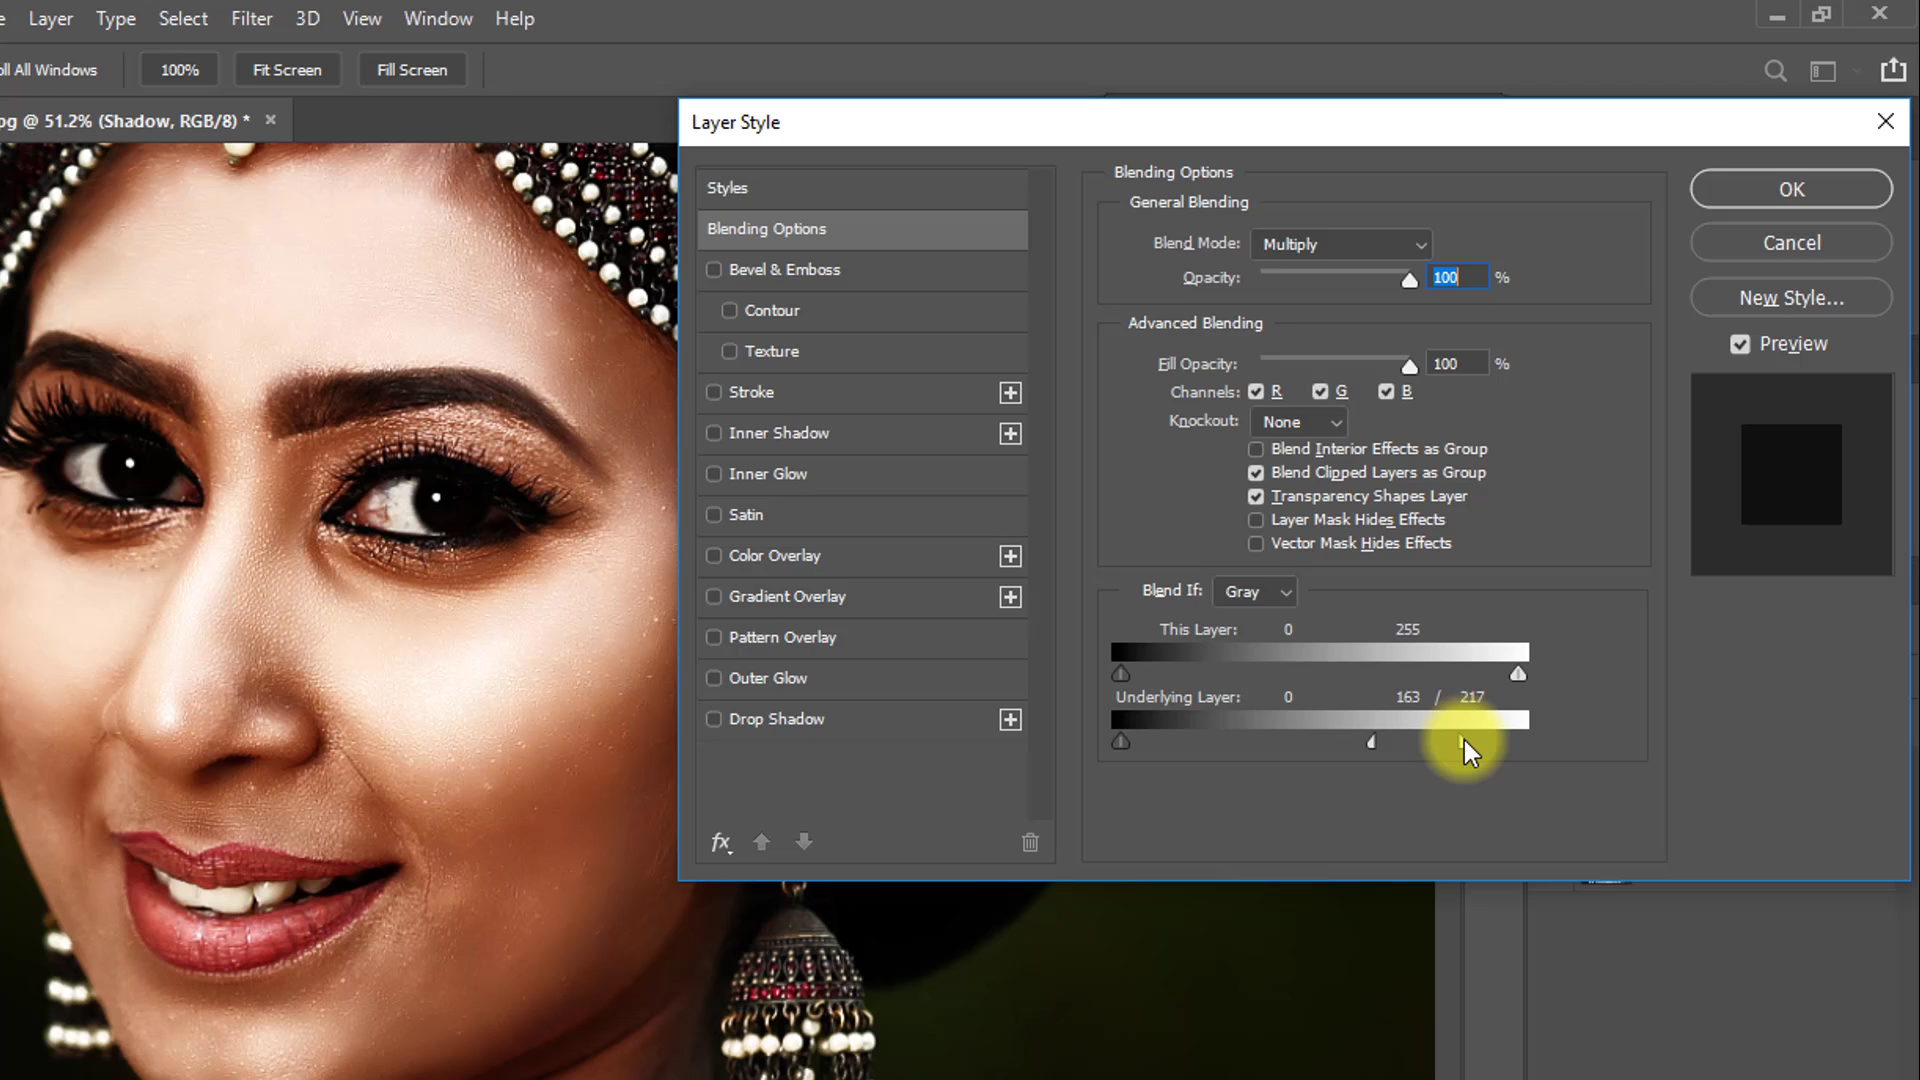 Layer Type Select Filter 3D View Window Help
oll All Windows 100% Fit Screen Fill Screen
og @ 51.2% (Shadow, RGB/8) * ×
Layer Style
Styles
Blending Options
Bevel & Emboss
Contour
Texture
Stroke
Inner Shadow
Inner Glow
Satin
Color Overlay
Gradient Overlay
Pattern Overlay
Outer Glow
Drop Shadow
fx
Blending Options
General Blending
Blend Mode: Multiply
Opacity: 100 %
Advanced Blending
Fill Opacity: 100 %
Channels: R G B
Knockout: None
Blend Interior Effects as Group
Blend Clipped Layers as Group
Transparency Shapes Layer
Layer Mask Hides Effects
Vector Mask Hides Effects
Blend If: Gray
This Layer: 0 255
Underlying Layer: 0 163 / 217
OK
Cancel
New Style...
Preview